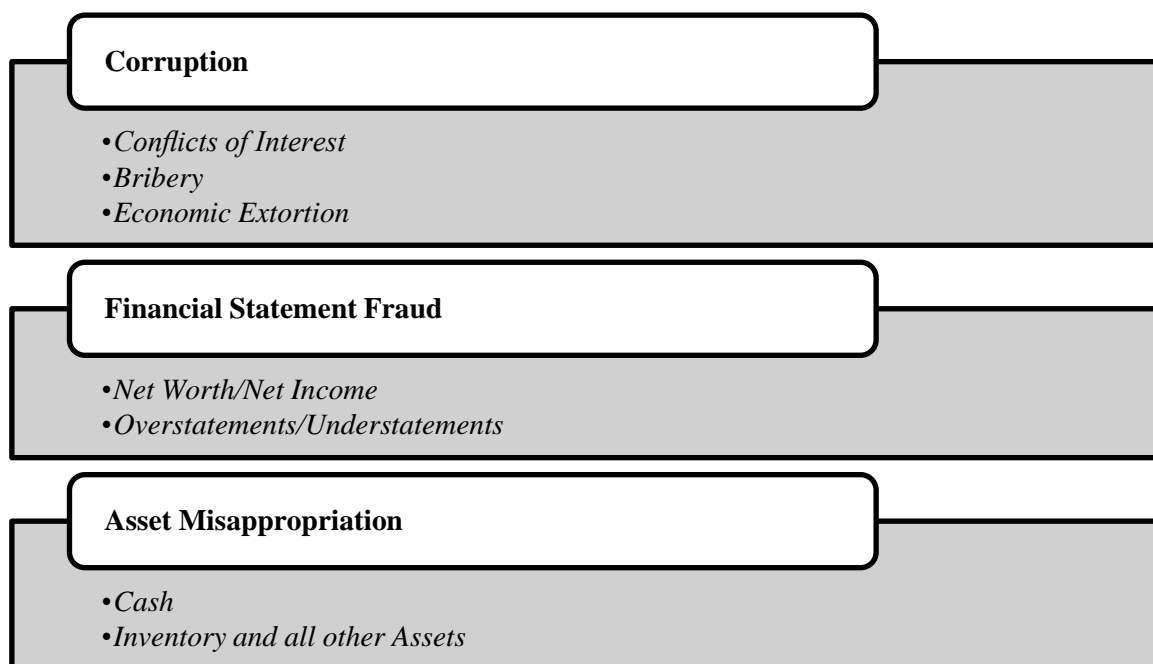 Corruption
•Conflicts of Interest
•Bribery
•Economic Extortion
Financial Statement Fraud
•Net Worth/Net Income
•Overstatements/Understatements
Asset Misappropriation
•Cash
•Inventory and all other Assets